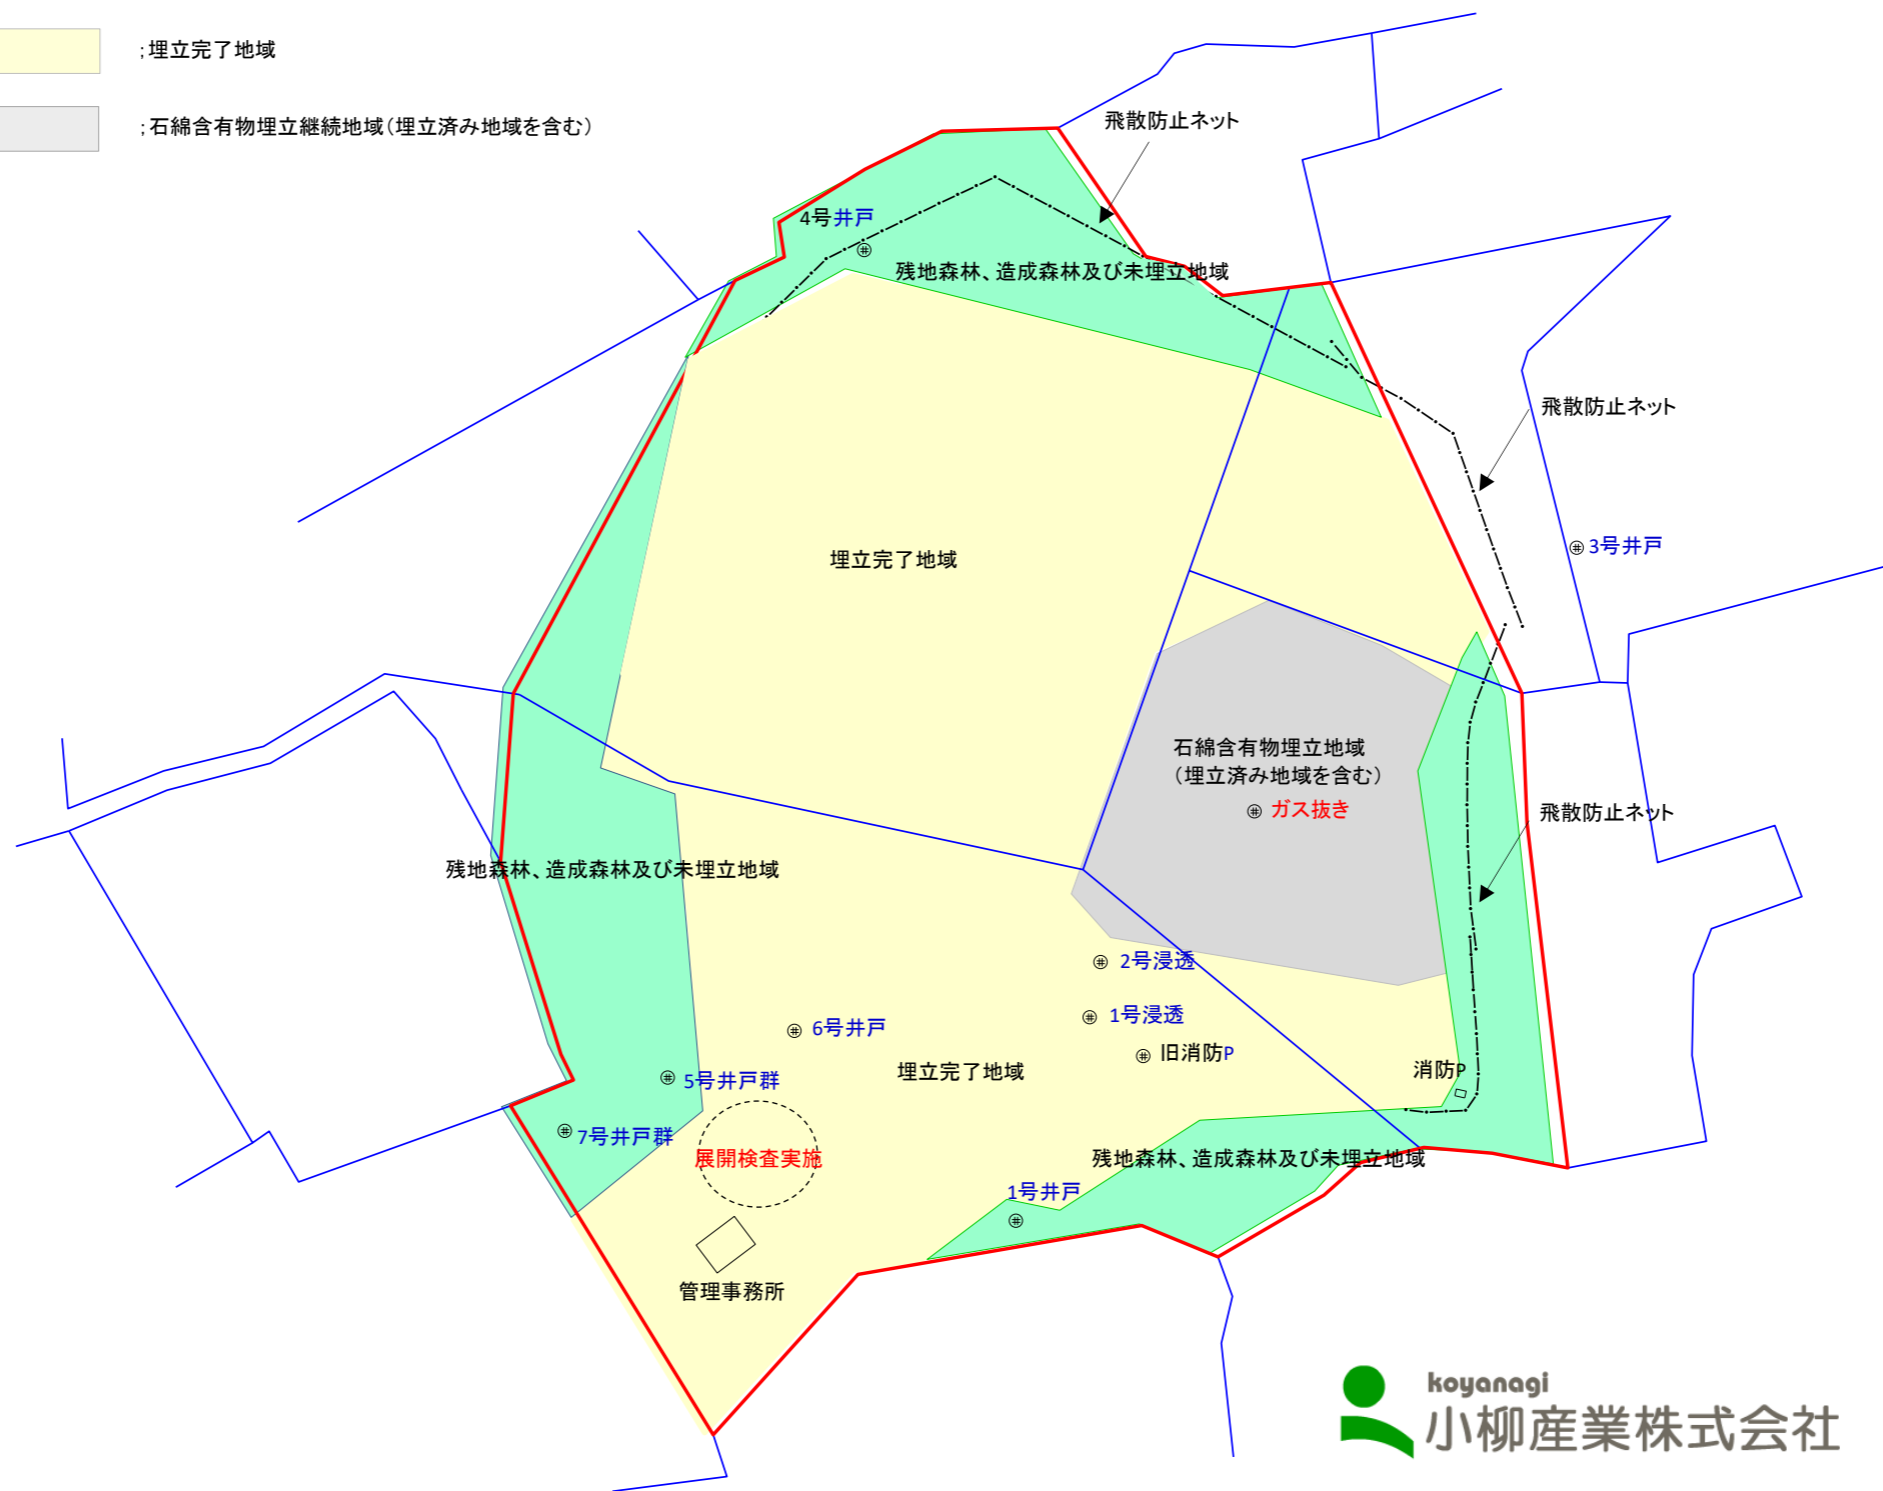 ;埋立完了地域
;石綿含有物埋立継続地域(埋立済み地域を含む)
飛散防止ネット
4号井戸
残地森林、造成森林及び未埋立地域
飛散防止ネット
3号井戸
埋立完了地域
石綿含有物埋立地域
(埋立済み地域を含む)
ガス抜き
飛散防止ネット
残地森林、造成森林及び未埋立地域
2号浸透
1号浸透
6号井戸
旧消防P
埋立完了地域
消防P
5号井戸群
7号井戸群
展開検査実施
残地森林、造成森林及び未埋立地域
1号井戸
管理事務所
koyanagi
小柳産業株式会社